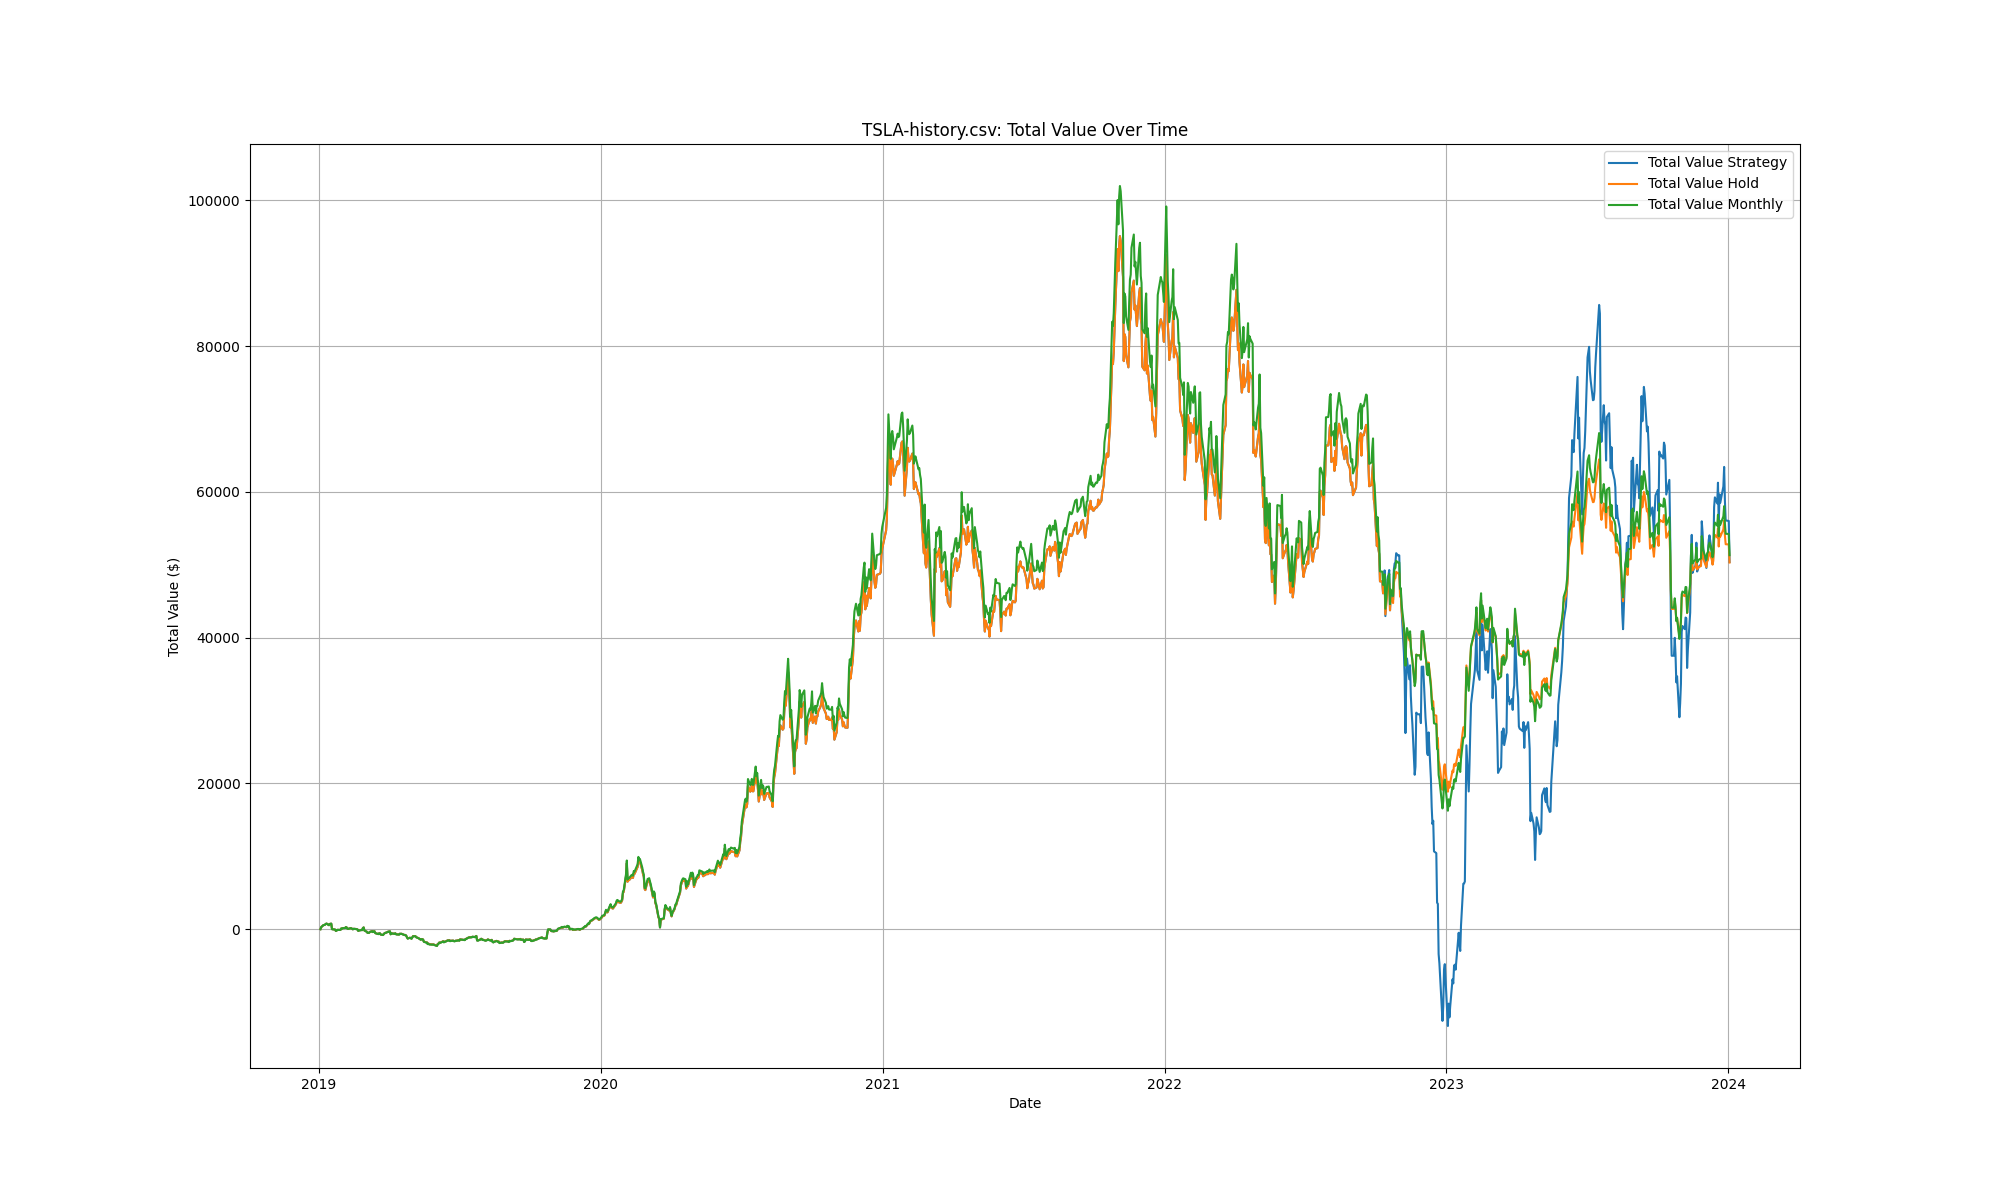 TSLA-history.csv: Total Value Over Time
Total Value Strategy
Total Value Hold
Total Value Monthly
100000
80000
60000
40000
20000
0
Total Value ($)
2019 2020 2021 2022 2023 2024
Date